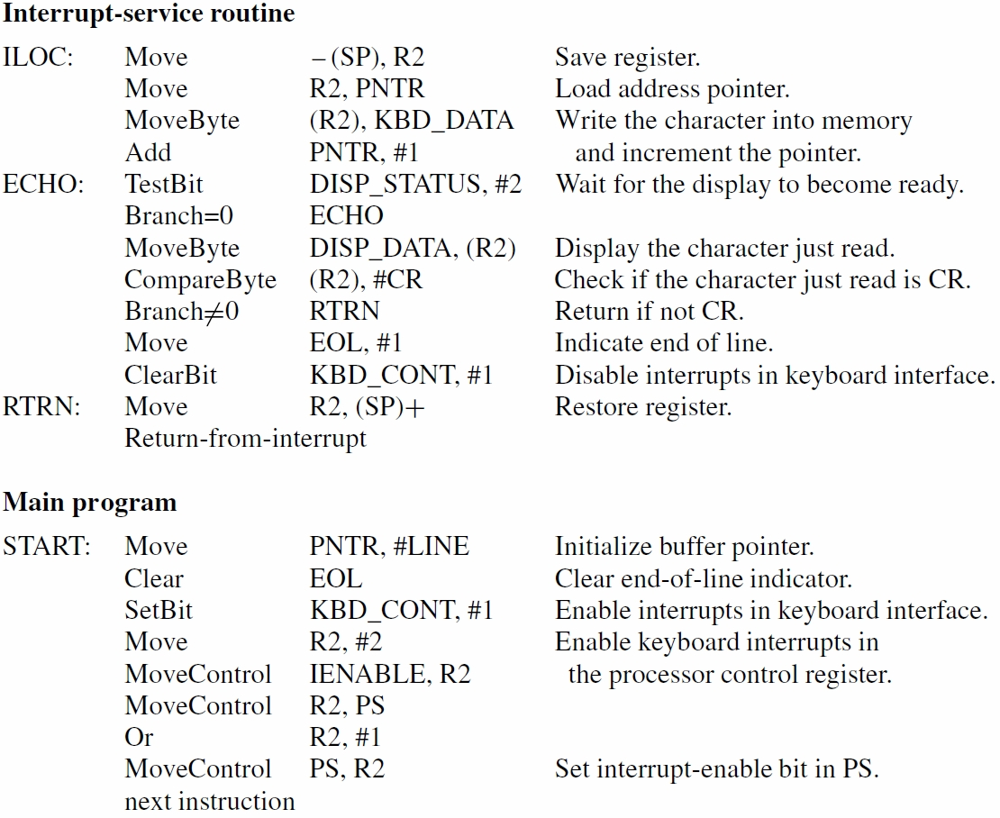 Interrupt-service routine
ILOC: Move –(SP), R2 Save register.
Move R2, PNTR Load address pointer.
MoveByte (R2), KBD_DATA Write the character into memory
Add PNTR, #1 and increment the pointer.
ECHO: TestBit DISP_STATUS, #2 Wait for the display to become ready.
Branch=0 ECHO
MoveByte DISP_DATA, (R2) Display the character just read.
CompareByte (R2), #CR Check if the character just read is CR.
Branch≠0 RTRN Return if not CR.
Move EOL, #1 Indicate end of line.
ClearBit KBD_CONT, #1 Disable interrupts in keyboard interface.
RTRN: Move R2, (SP)+ Restore register.
Return-from-interrupt
Main program
START: Move PNTR, #LINE Initialize buffer pointer.
Clear EOL Clear end-of-line indicator.
SetBit KBD_CONT, #1 Enable interrupts in keyboard interface.
Move R2, #2 Enable keyboard interrupts in
MoveControl IENABLE, R2 the processor control register.
MoveControl R2, PS
Or R2, #1
MoveControl PS, R2 Set interrupt-enable bit in PS.
next instruction